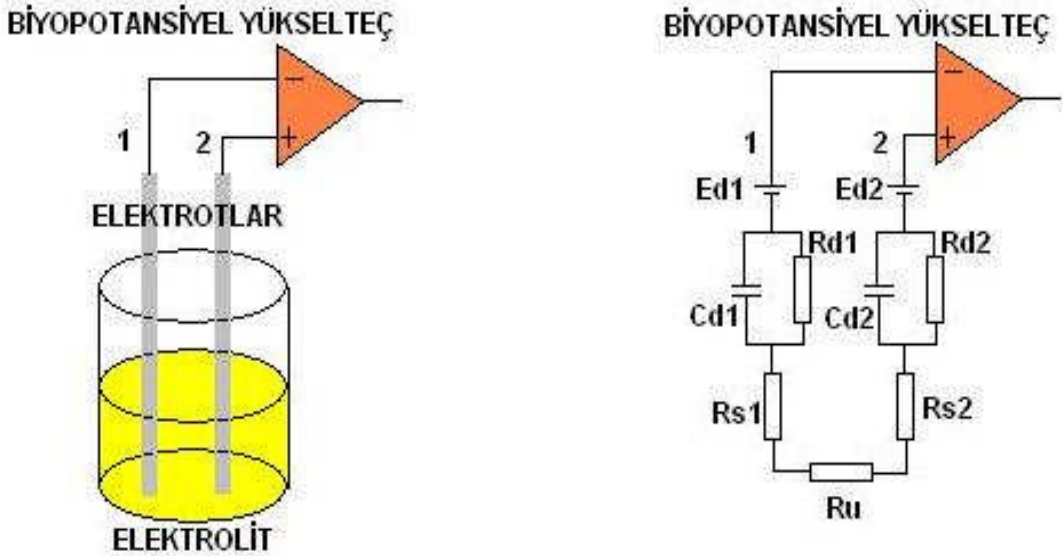 BİYOPOTANSİYEL YÜKSELTEÇ
1
2
−
+
ELEKTROTLAR
ELEKTROLİT
BİYOPOTANSİYEL YÜKSELTEÇ
1
2
−
+
Ed1
Ed2
Rd1
Rd2
Cd1
Cd2
Rs1
Rs2
Ru